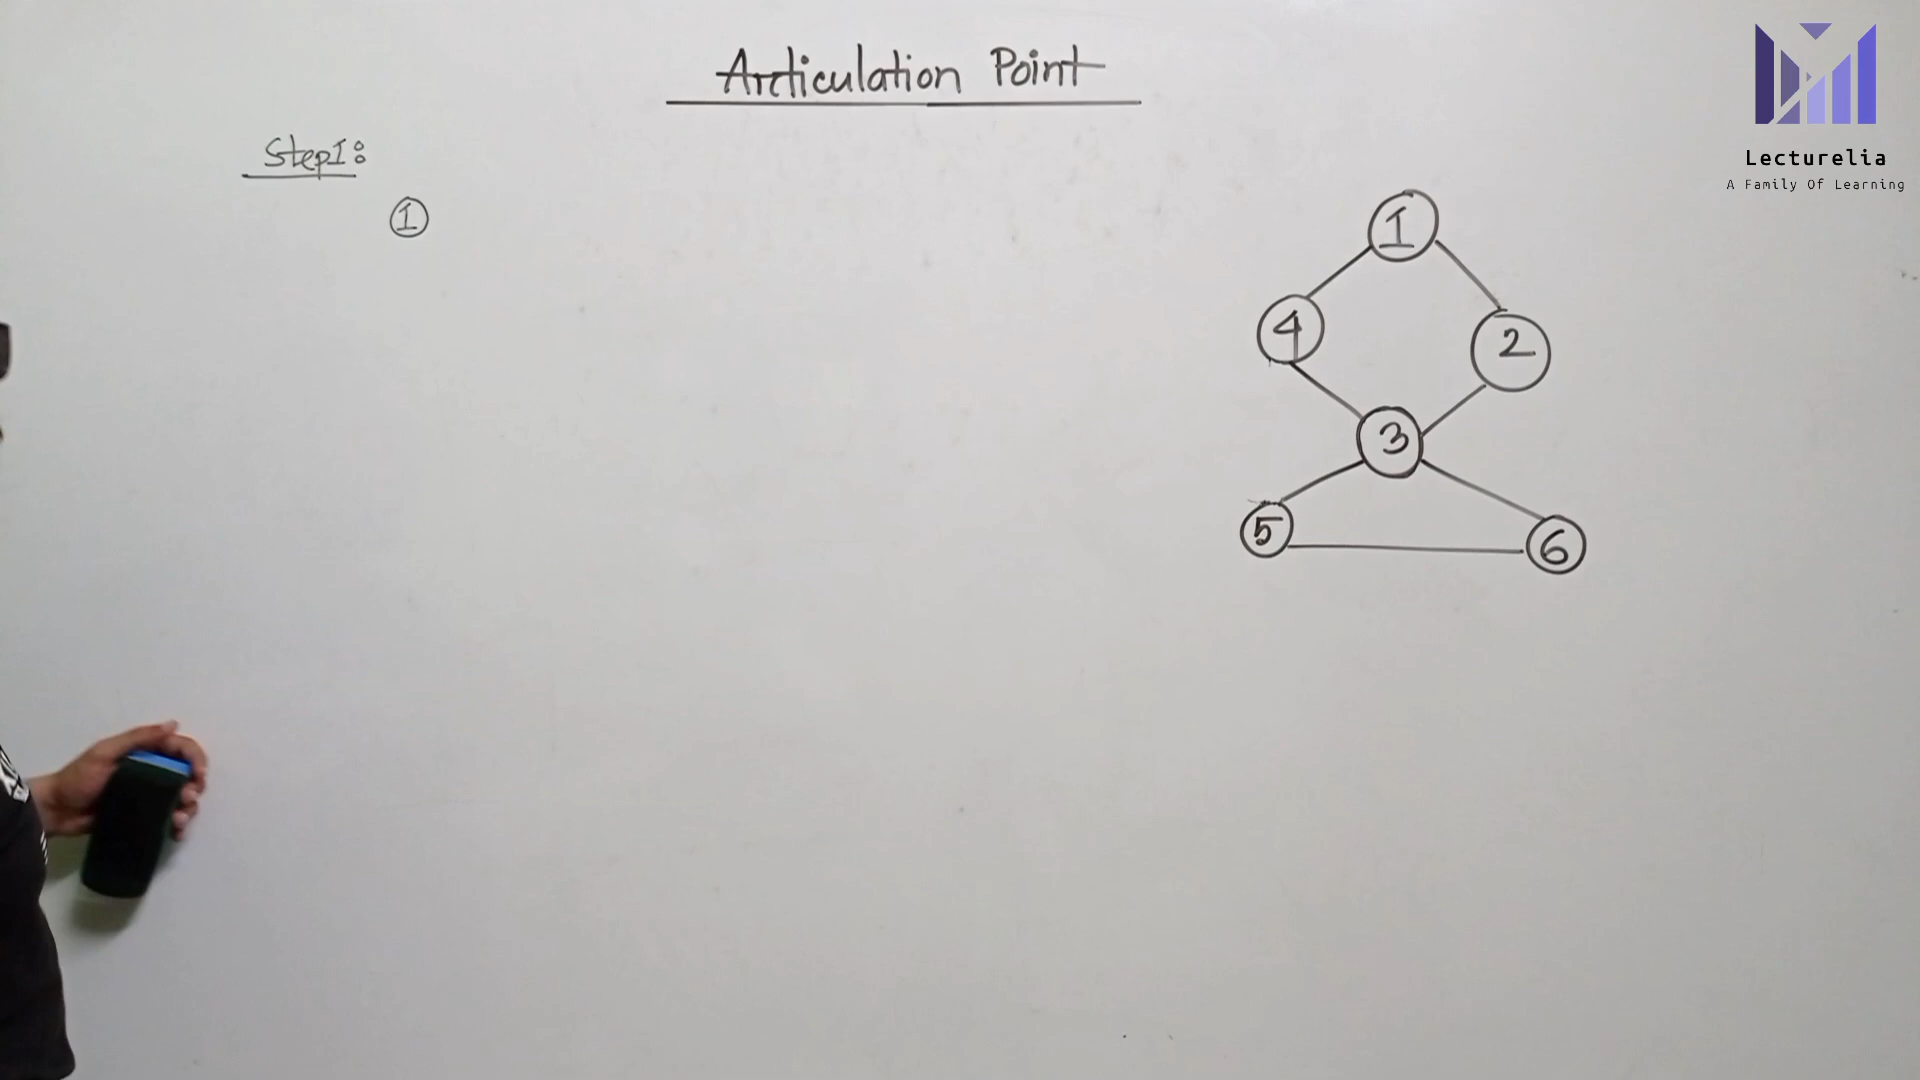 Articulation Point
Step1:
1
1
4
2
3
5
6
Lecturelia
A Family Of Learning